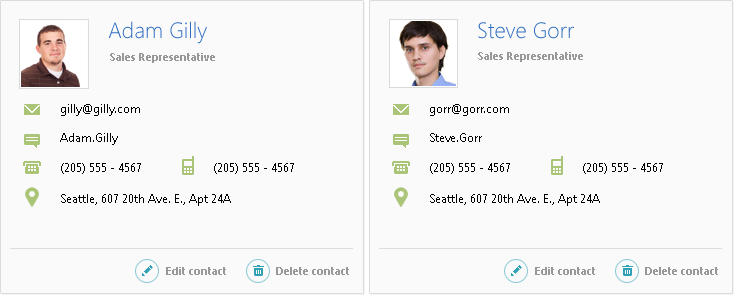 Adam Gilly
Sales Representative
gilly@gilly.com
Adam.Gilly
(205) 555 - 4567 (205) 555 - 4567
Seattle, 607 20th Ave. E., Apt 24A
Edit contact Delete contact
Steve Gorr
Sales Representative
gorr@gorr.com
Steve.Gorr
(205) 555 - 4567 (205) 555 - 4567
Seattle, 607 20th Ave. E., Apt 24A
Edit contact Delete contact